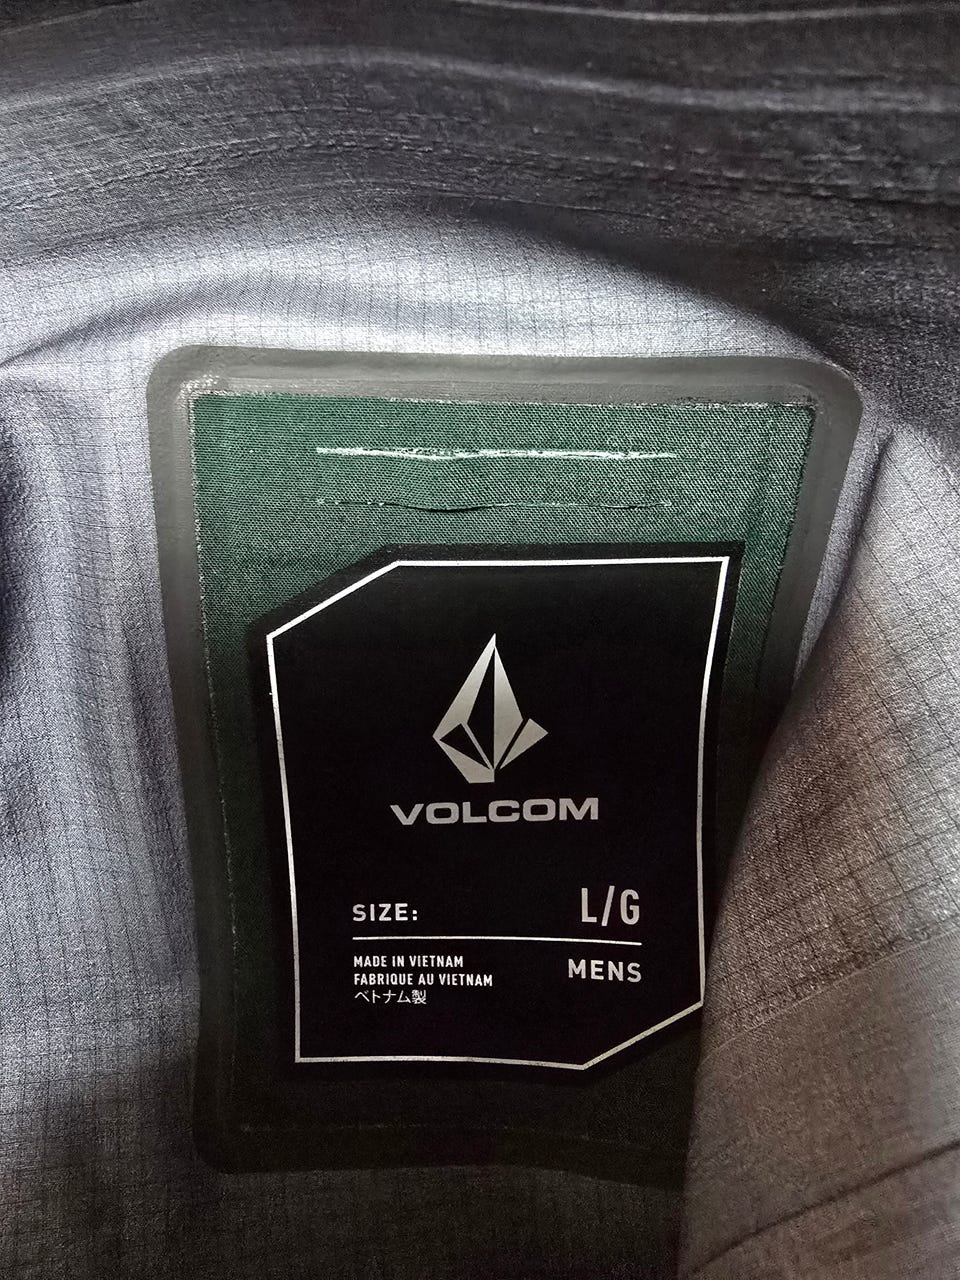 VOLCOM
SIZE: L/G
MADE IN VIETNAM
FABRIQUE AU VIETNAM
ベトナム製
MENS